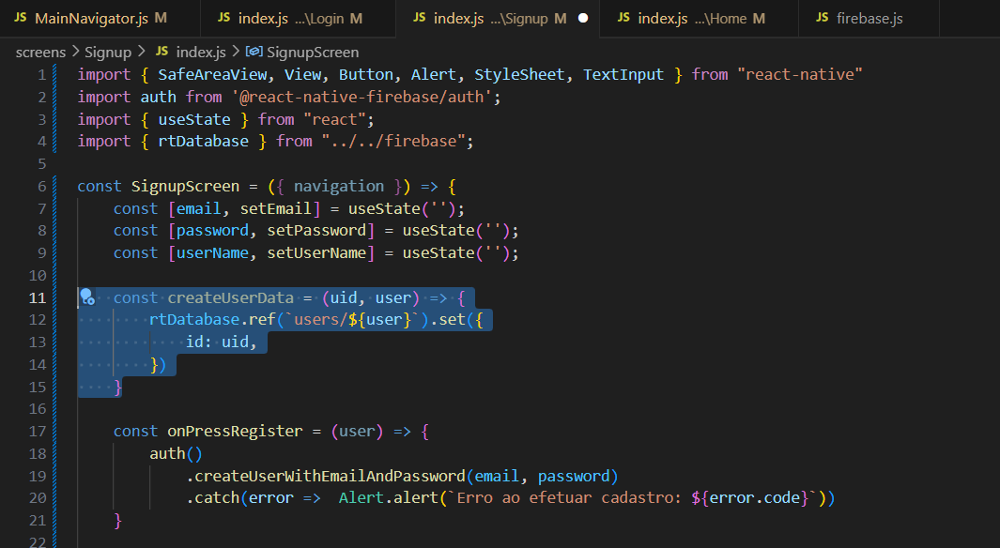 JS MainNavigator.js M JS index.js ...\Login M JS index.js ...\Signup M JS index.js ...\Home M JS firebase.js
screens > Signup > JS index.js > SignupScreen
1 import { SafeAreaView, View, Button, Alert, StyleSheet, TextInput } from "react-native"
2 import auth from '@react-native-firebase/auth';
3 import { useState } from "react";
4 import { rtDatabase } from "../../firebase";
5
6 const SignupScreen = ({ navigation }) => {
7     const [email, setEmail] = useState('');
8     const [password, setPassword] = useState('');
9     const [userName, setUserName] = useState('');
10
11     const createUserData = (uid, user) => {
12         rtDatabase.ref(`users/${user}`).set({
13             id: uid,
14         })
15     }
16
17     const onPressRegister = (user) => {
18         auth()
19             .createUserWithEmailAndPassword(email, password)
20             .catch(error =>  Alert.alert(`Erro ao efetuar cadastro: ${error.code}`))
21     }
22